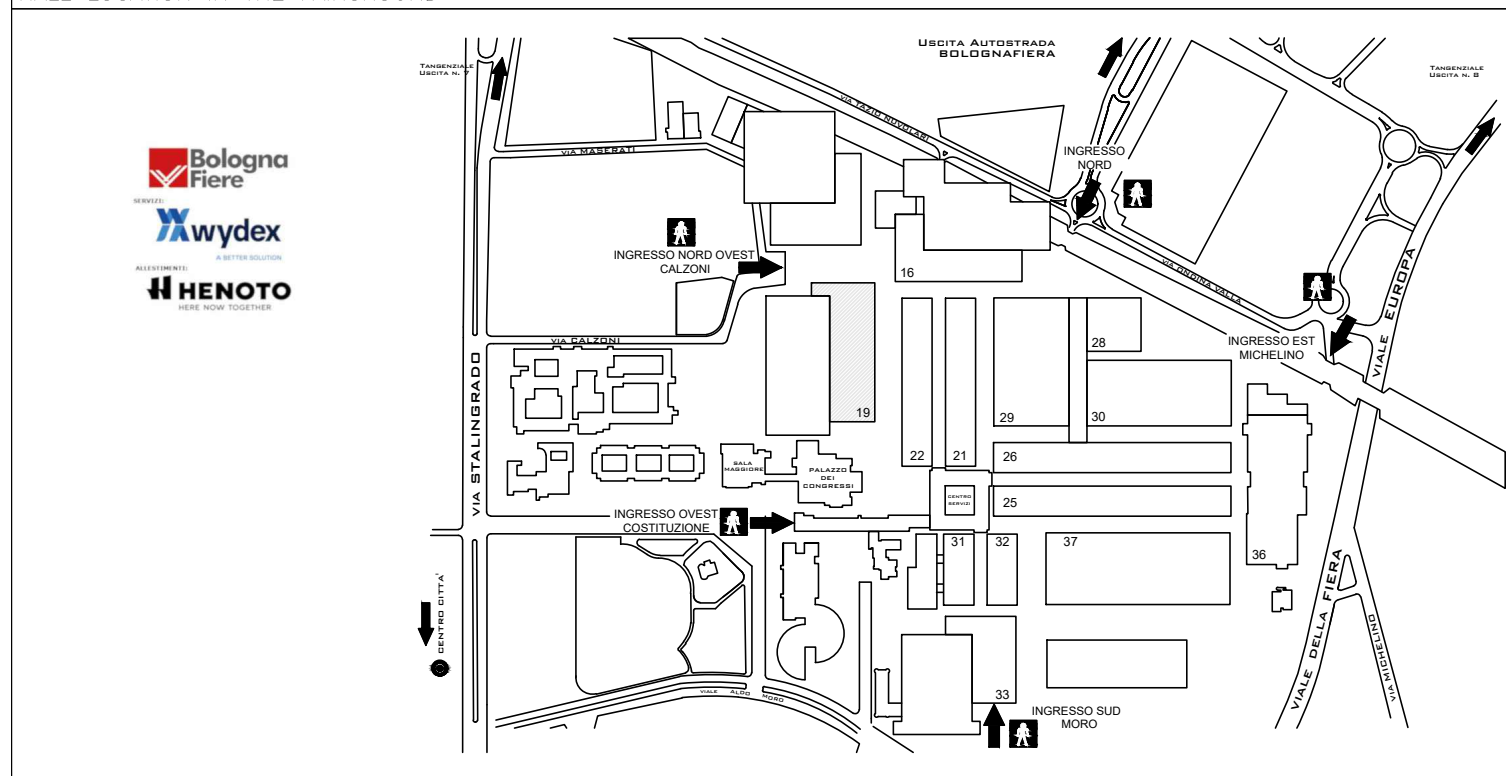 Bologna
Fiere
SERVIZI:
wydex
A BETTER SOLUTION
ALLESTIMENTI:
HENOTO
HERE NOW TOGETHER
TANGENZIALE
USCITA N. 7
USCITA AUTOSTRADA
BOLOGNAFIERA
TANGENZIALE
USCITA N. 8
VIA TAZIO NUVOLARI
VIA MASERATI
INGRESSO
NORD
INGRESSO NORD OVEST
CALZONI
16
VIA ONDINA VALLA
VIALE EUROPA
VIA CALZONI
28
INGRESSO EST
MICHELINO
VIA STALINGRADO
19
29
30
22
21
26
SALA
MAGGIORE
PALAZZO
DEI
CONGRESSI
CENTRO
SERVIZI
25
INGRESSO OVEST
COSTITUZIONE
31
32
37
36
CENTRO CITTA'
VIALE DELLA FIERA
VIA MICHELINO
VIALE ALDO MORO
33
INGRESSO SUD
MORO